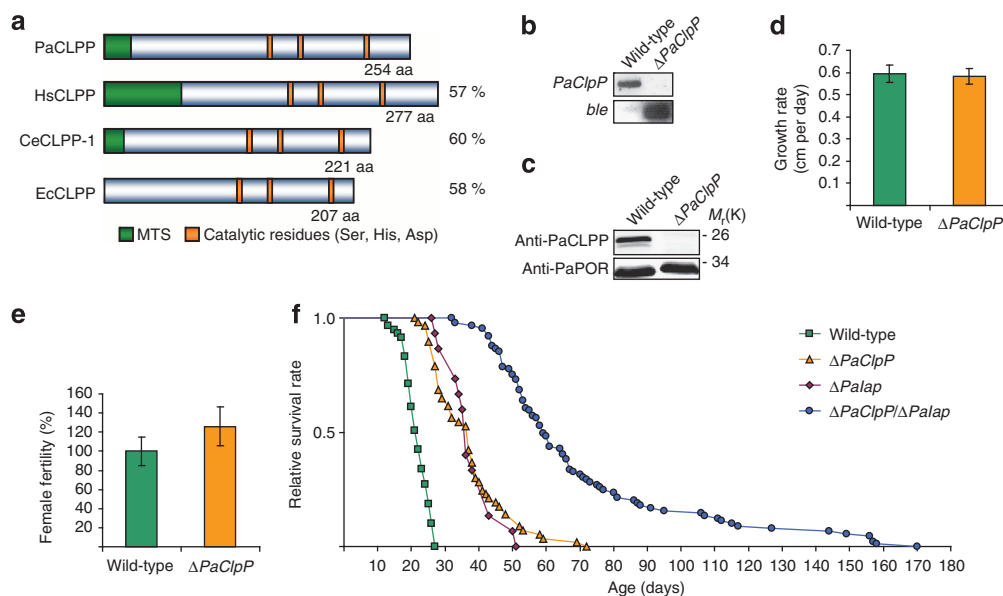 a
PaCLPP
254 aa
HsCLPP
57 %
277 aa
CeCLPP-1
60 %
221 aa
EcCLPP
58 %
207 aa
MTS
Catalytic residues (Ser, His, Asp)
b
Wild-type
ΔPaClpP
PaClpP
ble
c
Wild-type
ΔPaClpP
Mr(K)
Anti-PaCLPP
- 26
Anti-PaPOR
- 34
d
Growth rate
(cm per day)
0.8
0.7
0.6
0.5
0.4
0.3
0.2
0.1
Wild-type
ΔPaClpP
e
Female fertility (%)
160
140
120
100
80
60
40
20
Wild-type
ΔPaClpP
f
Relative survival rate
1.0
0.5
10 20 30 40 50 60 70 80 90 100 110 120 130 140 150 160 170 180
Age (days)
Wild-type
ΔPaClpP
ΔPaIap
ΔPaClpP/ΔPaIap